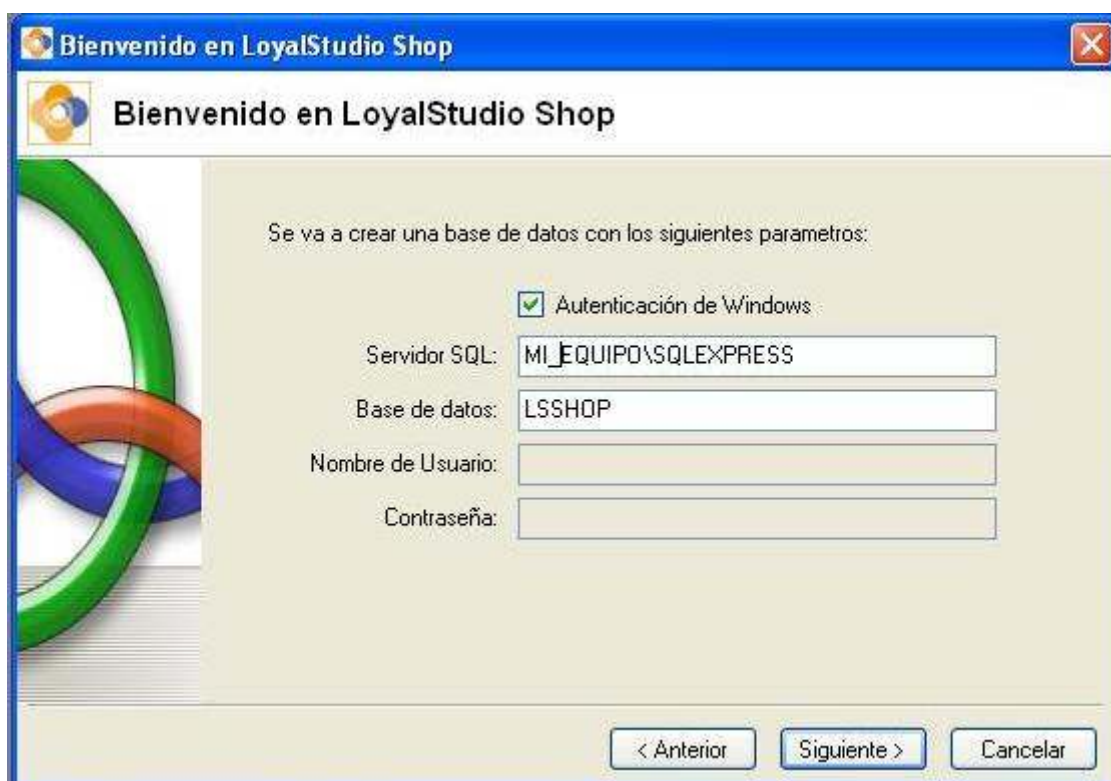 Bienvenido en LoyalStudio Shop
Bienvenido en LoyalStudio Shop
Se va a crear una base de datos con los siguientes parametros:
Autenticación de Windows
Servidor SQL: MI_EQUIPO\SQLEXPRESS
Base de datos: LSSHOP
Nombre de Usuario:
Contraseña:
< Anterior Siguiente > Cancelar